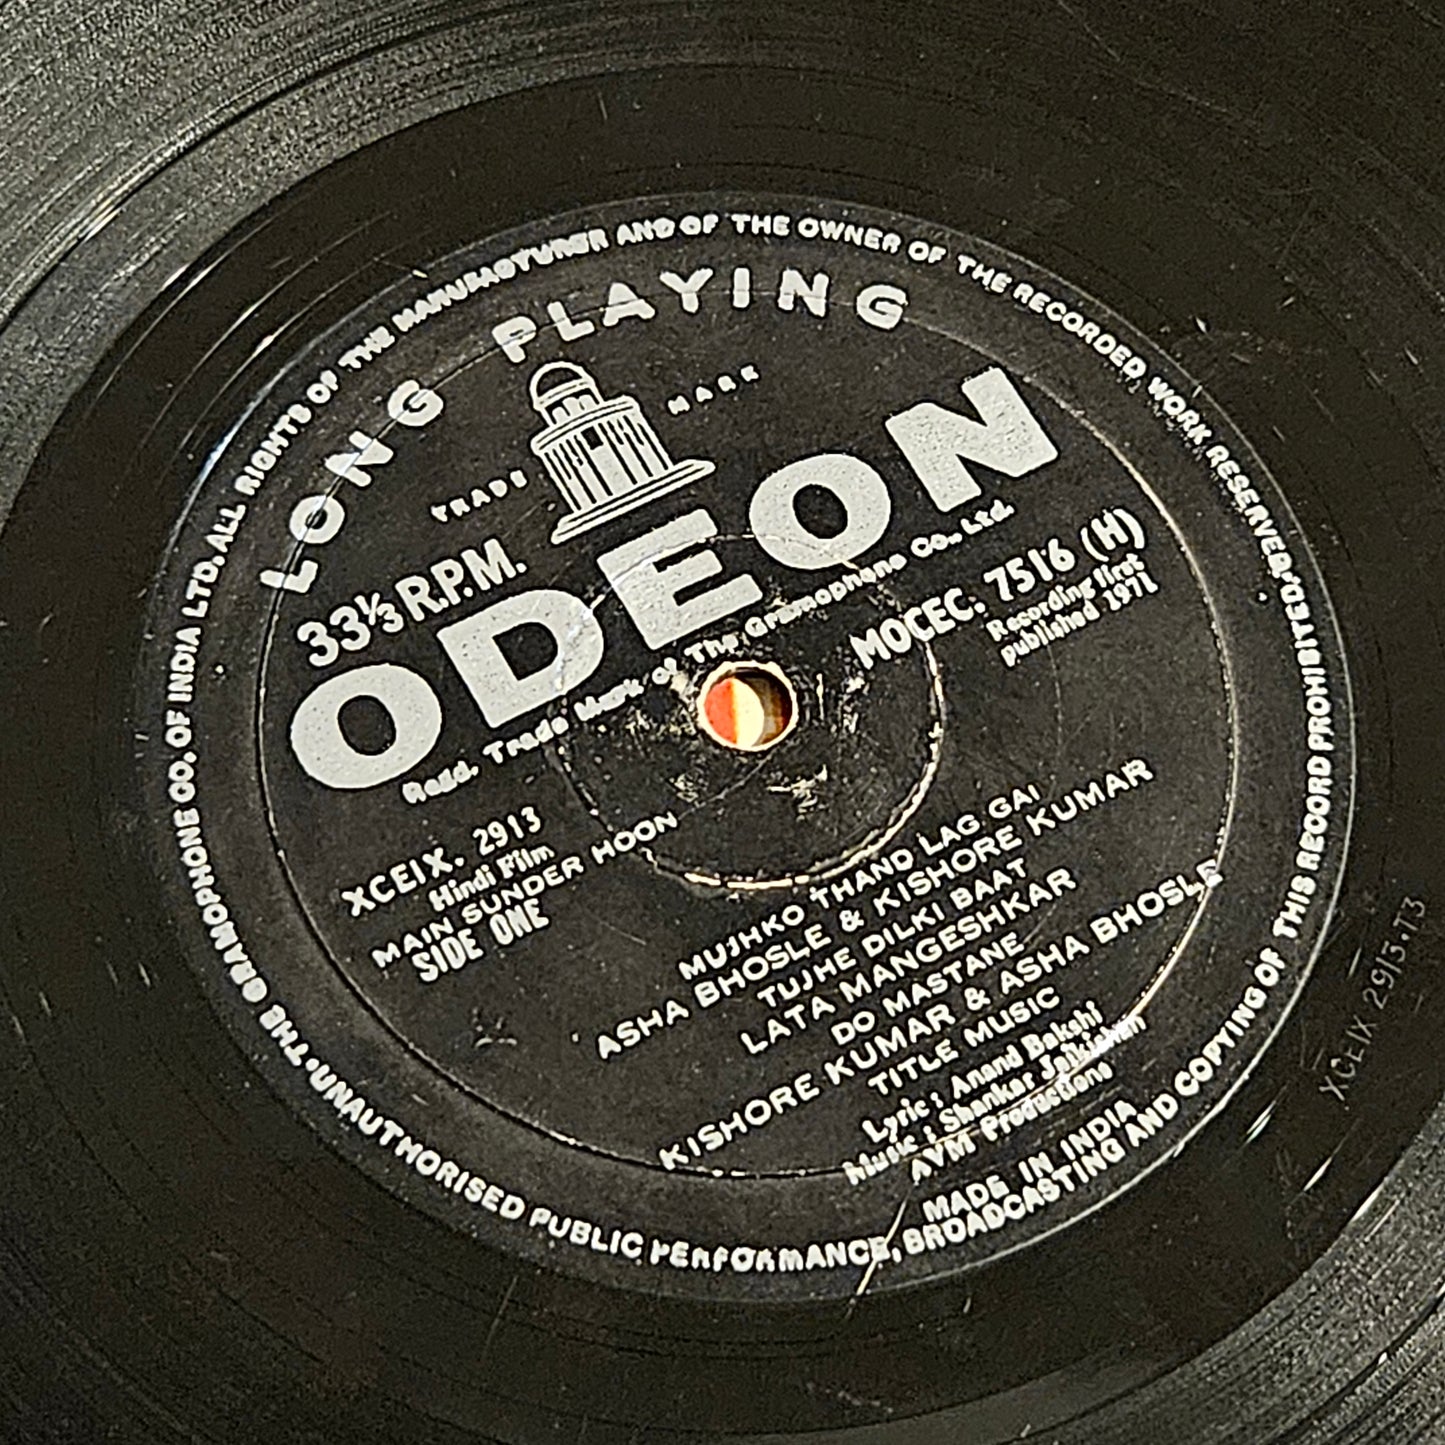 THE GRAMOPHONE CO. OF INDIA LTD. ALL RIGHTS OF THE MANUFACTURER AND OF THE OWNER OF THE RECORDED WORK RESERVED
UNAUTHORISED PUBLIC PERFORMANCE, BROADCASTING AND COPYING OF THIS RECORD PROHIBITED
LONG PLAYING
TRADE MARK
33⅓ R.P.M.
ODEON
Regd. Trade Mark of The Gramophone Co., Ltd.
MOCEC. 7516 (H)
Recording first
published 1971
XCEIX. 2913
Hindi Film
MAIN SUNDER HOON
SIDE ONE
MUJHKO THAND LAG GAI
ASHA BHOSLE & KISHORE KUMAR
TUJHE DILKI BAAT
LATA MANGESHKAR
DO MASTANE
KISHORE KUMAR & ASHA BHOSLE
TITLE MUSIC
Lyric : Anand Bakshi
Music : Shankar Jaikishan
AVM Productions
MADE IN INDIA
XCEIX 2913.T3